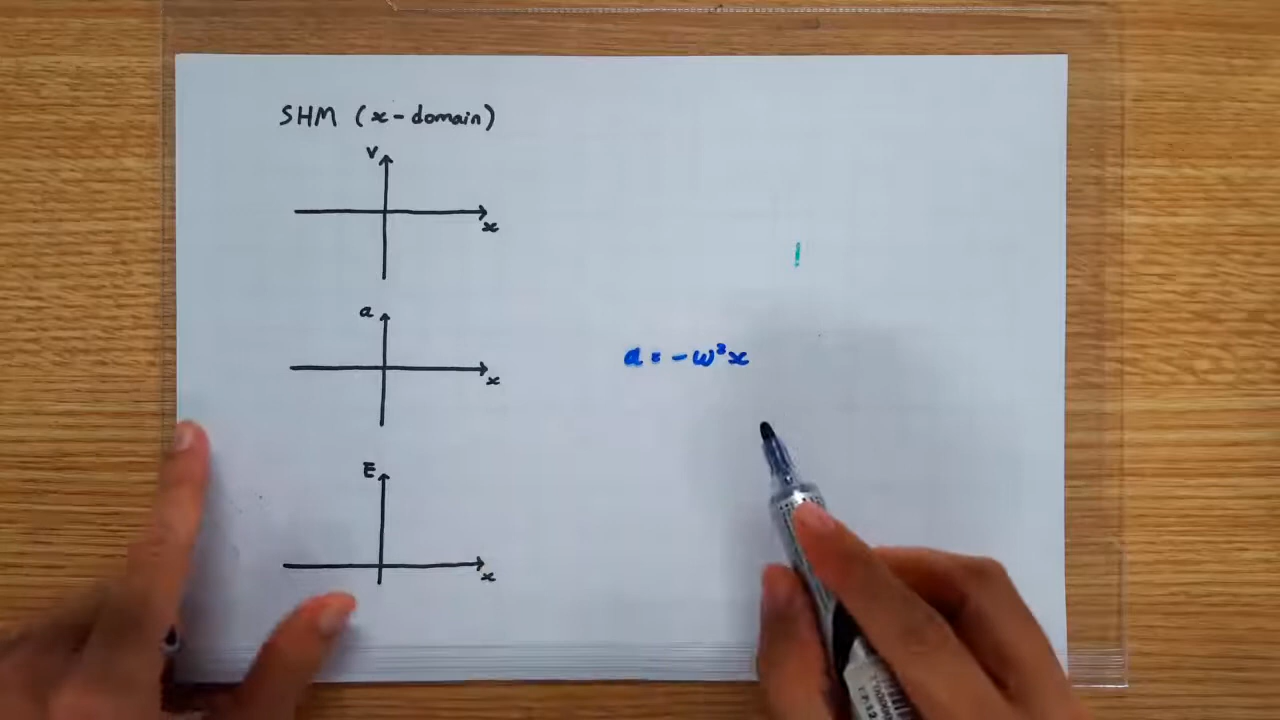 SHM (x-domain)
v
x
a
x
a = -ω²x
E
x